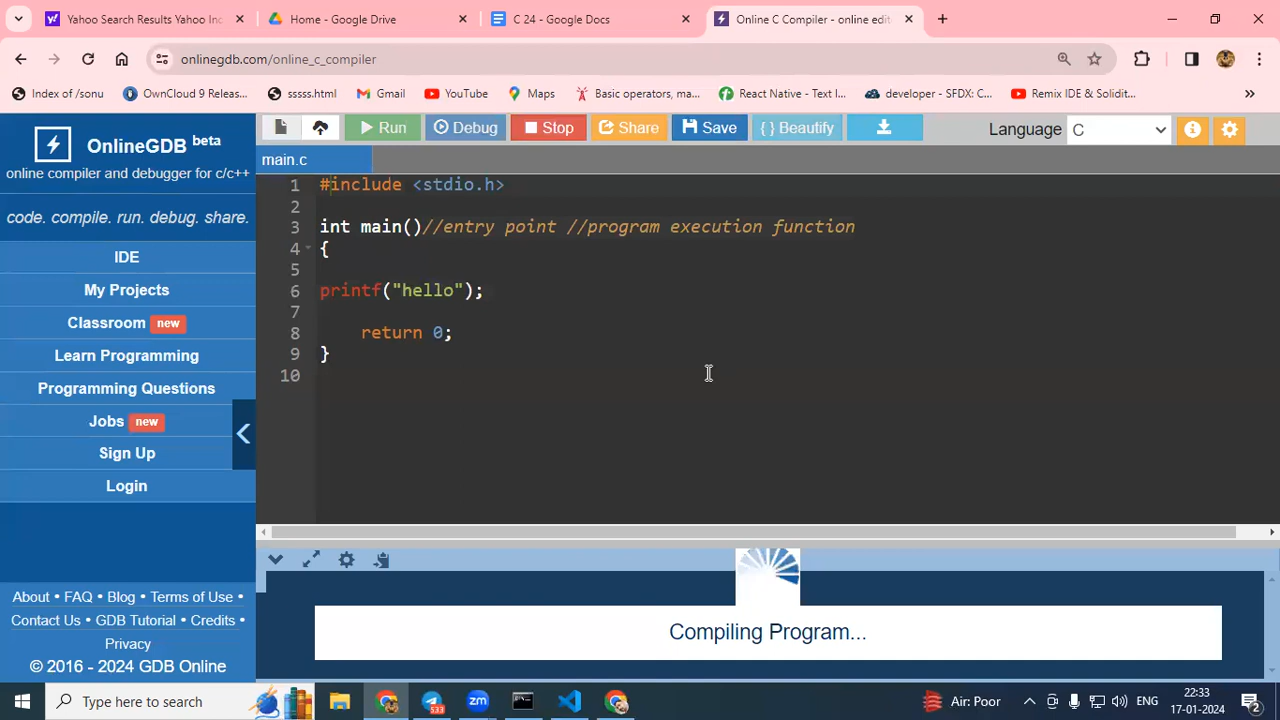 Yahoo Search Results Yahoo Inc
Home - Google Drive
C 24 - Google Docs
Online C Compiler - online edit
onlinegdb.com/online_c_compiler
Index of /sonu
OwnCloud 9 Releas...
sssss.html
Gmail
YouTube
Maps
Basic operators, ma...
React Native - Text I...
developer - SFDX: C...
Remix IDE & Solidit...
OnlineGDB beta
online compiler and debugger for c/c++
code. compile. run. debug. share.
IDE
My Projects
Classroom new
Learn Programming
Programming Questions
Jobs new
Sign Up
Login
About • FAQ • Blog • Terms of Use •
Contact Us • GDB Tutorial • Credits •
Privacy
© 2016 - 2024 GDB Online
Run Debug Stop Share Save { } Beautify Language C
main.c
1 #include <stdio.h>
2
3 int main()//entry point //program execution function
4 {
5
6 printf("hello");
7
8 return 0;
9 }
10
Compiling Program...
Type here to search
533
Air: Poor
ENG
22:33
17-01-2024
2